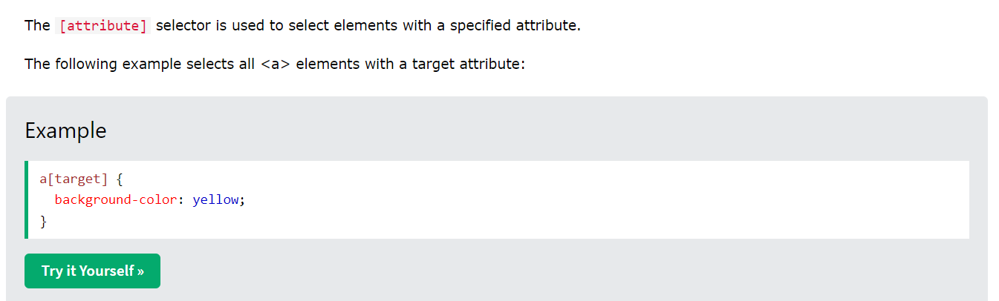 The [attribute] selector is used to select elements with a specified attribute.
The following example selects all <a> elements with a target attribute:
Example
a[target] {
  background-color: yellow;
}
Try it Yourself »